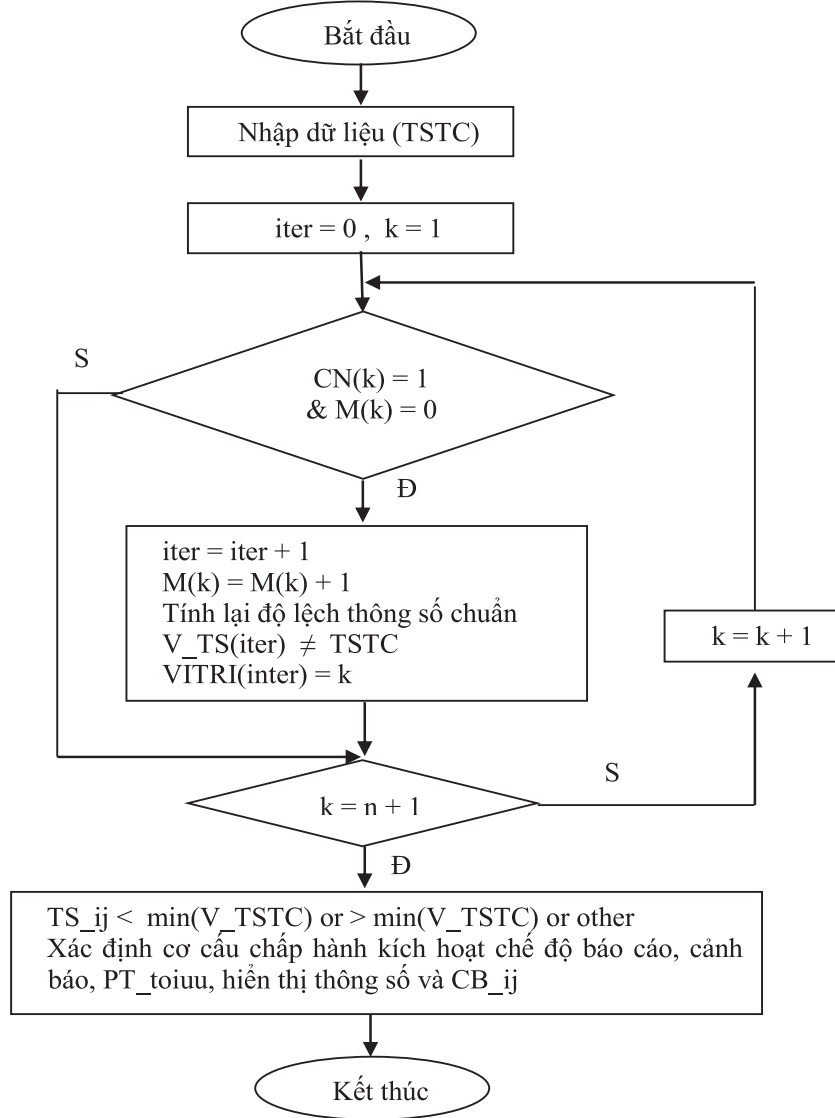 Bắt đầu
Nhập dữ liệu (TSTC)
iter = 0 , k = 1
S
CN(k) = 1
& M(k) = 0
Đ
iter = iter + 1
M(k) = M(k) + 1
Tính lại độ lệch thông số chuẩn
V_TS(iter) ≠ TSTC
VITRI(inter) = k
k = k + 1
S
k = n + 1
Đ
TS_ij < min(V_TSTC) or > min(V_TSTC) or other
Xác định cơ cấu chấp hành kích hoạt chế độ báo cáo, cảnh
báo, PT_toiuu, hiển thị thông số và CB_ij
Kết thúc